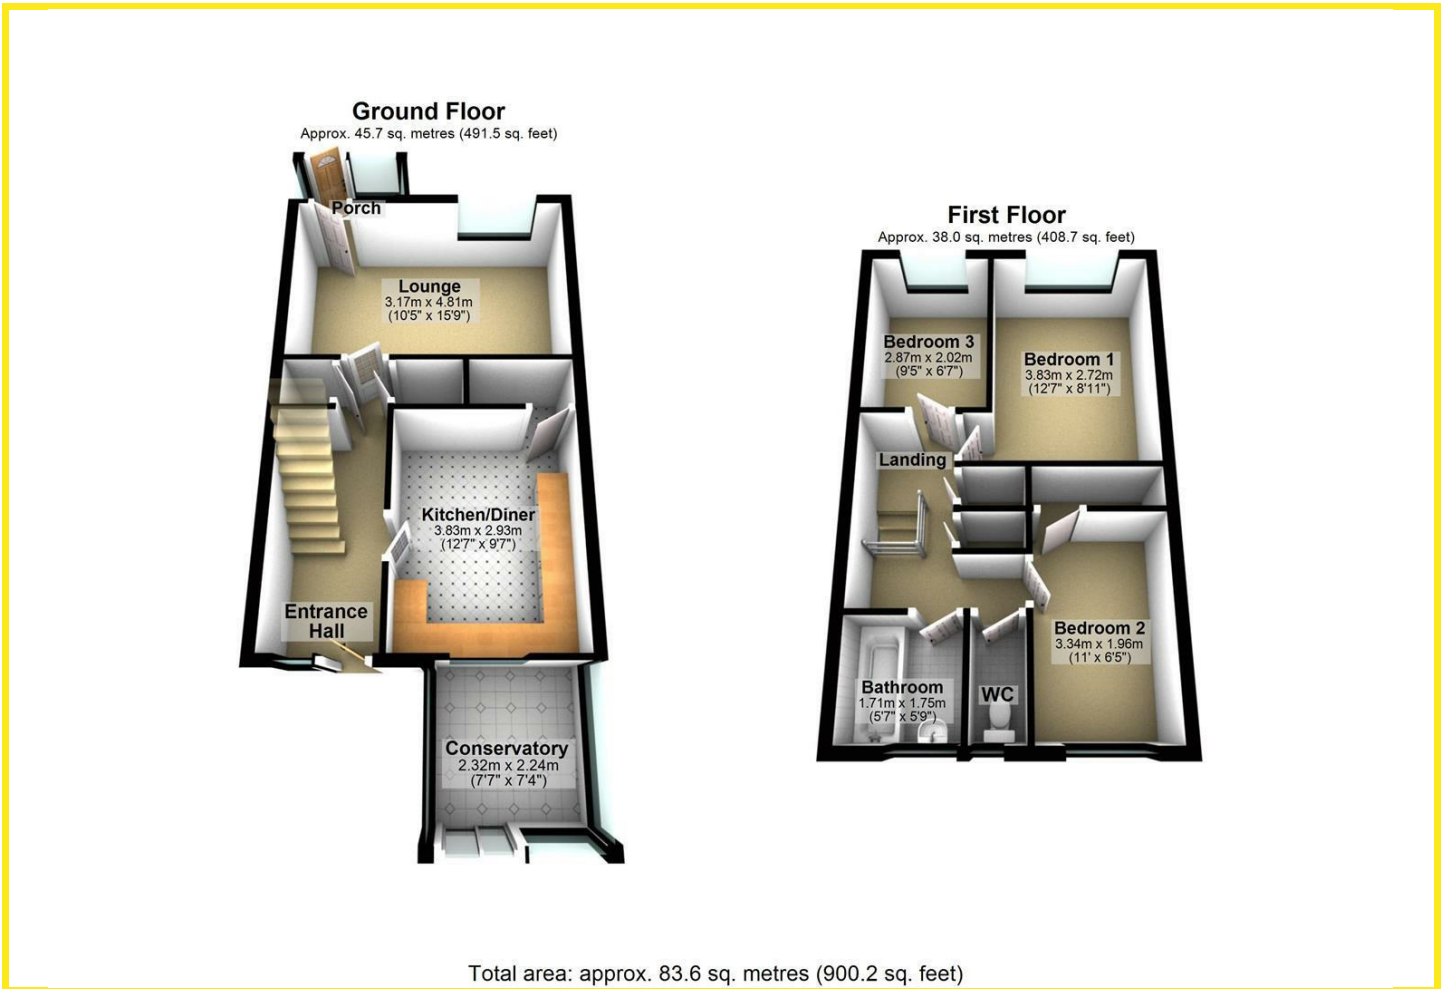 Ground Floor
Approx. 45.7 sq. metres (491.5 sq. feet)
Porch
Lounge
3.17m x 4.81m
(10'5" x 15'9")
Kitchen/Diner
3.83m x 2.93m
(12'7" x 9'7")
Entrance
Hall
Conservatory
2.32m x 2.24m
(7'7" x 7'4")
First Floor
Approx. 38.0 sq. metres (408.7 sq. feet)
Bedroom 3
2.87m x 2.02m
(9'5" x 6'7")
Bedroom 1
3.83m x 2.72m
(12'7" x 8'11")
Landing
Bedroom 2
3.34m x 1.96m
(11' x 6'5")
Bathroom
1.71m x 1.75m
(5'7" x 5'9")
WC
Total area: approx. 83.6 sq. metres (900.2 sq. feet)